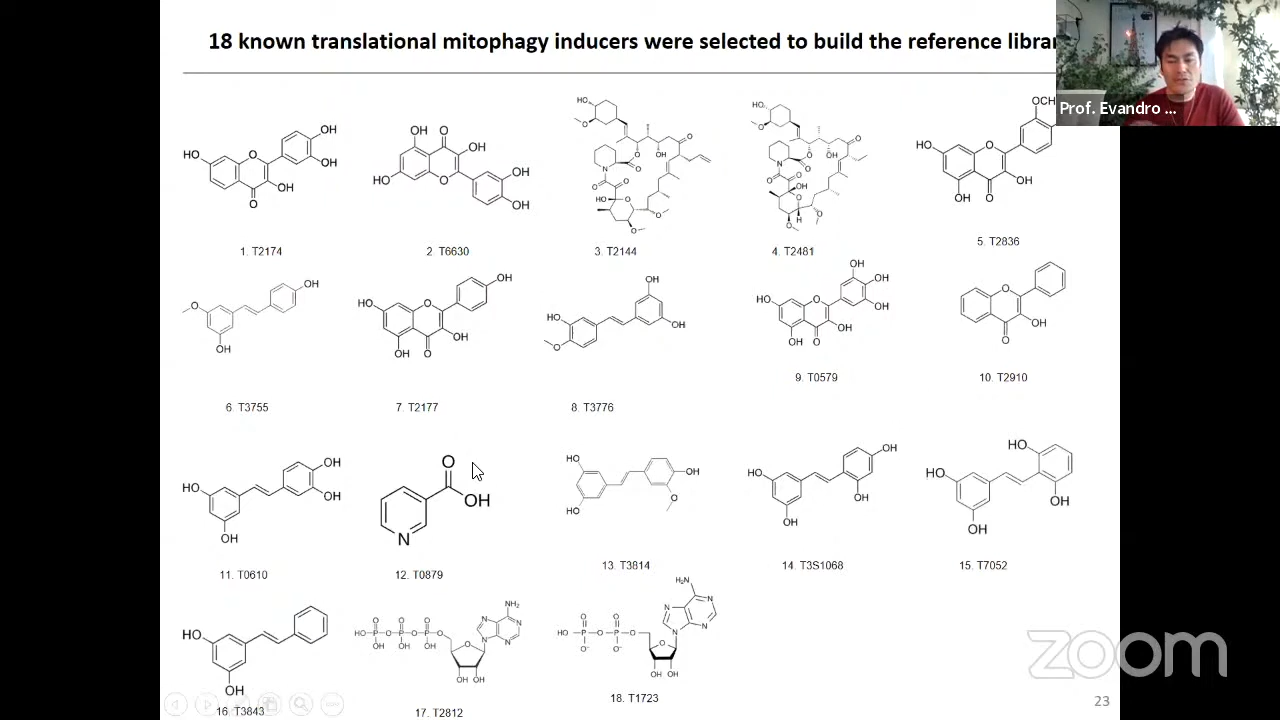 18 known translational mitophagy inducers were selected to build the reference librar
Prof. Evandro ...
1. T2174
2. T6630
3. T2144
4. T2481
5. T2836
6. T3755
7. T2177
8. T3776
9. T0579
10. T2910
11. T0610
12. T0879
13. T3814
14. T3S1068
15. T7052
16. T3843
17. T2812
18. T1723
zoom
23